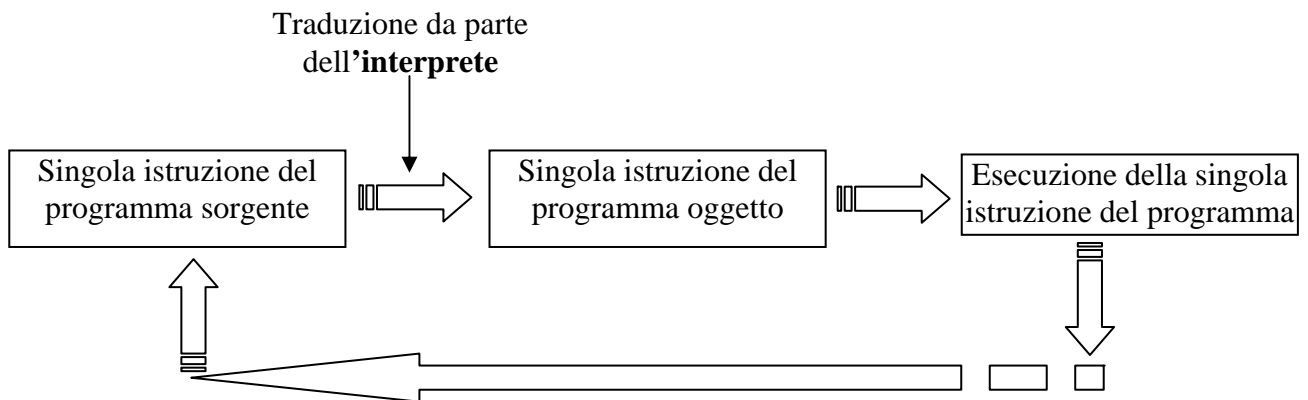 Traduzione da parte
dell'interprete
Singola istruzione del
programma sorgente
Singola istruzione del
programma oggetto
Esecuzione della singola
istruzione del programma